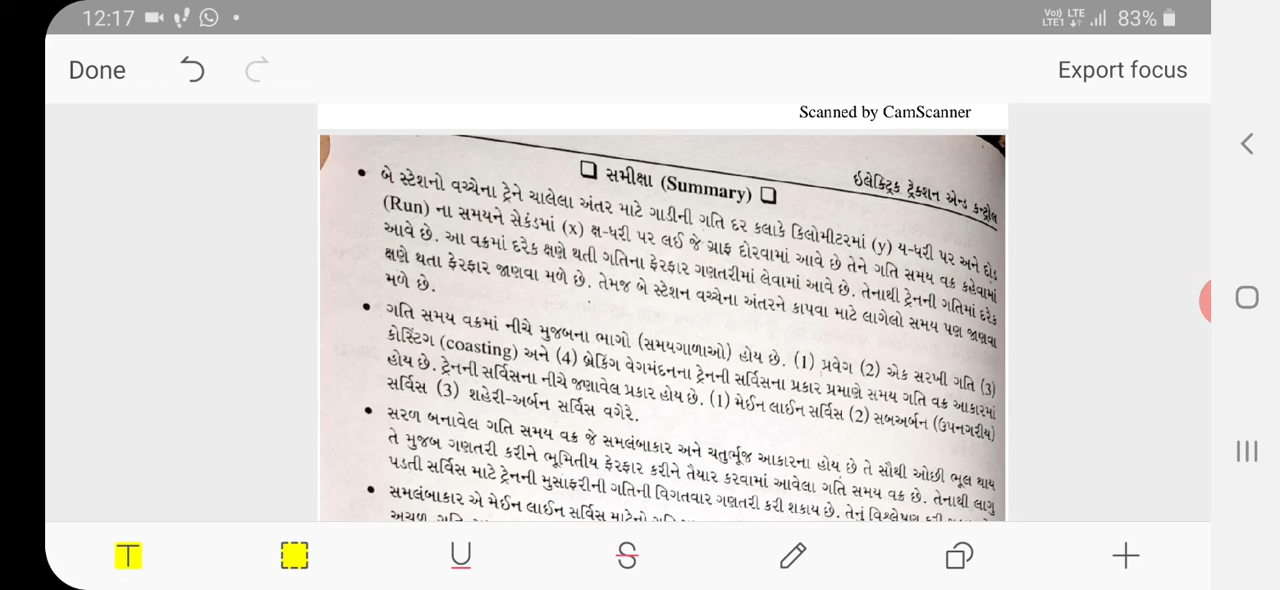 12:17
Vo)) LTE
LTE1
83%
Done
Export focus
Scanned by CamScanner
ઇલેક્ટ્રિક ટ્રેક્શન એન્ડ કન્ટ્રોલ
❑ સમીક્ષા (Summary) ❑
• બે સ્ટેશનો વચ્ચેના ટ્રેને ચાલેલા અંતર માટે ગાડીની ગતિ દર કલાકે કિલોમીટરમાં (y) ય-ધરી પર અને દોડ
(Run) ના સમયને સેકંડમાં (x) ક્ષ-ધરી પર લઈ જે ગ્રાફ દોરવામાં આવે છે તેને ગતિ સમય વક્ર કહેવામાં
આવે છે. આ વક્રમાં દરેક ક્ષણે થતી ગતિના ફેરફાર ગણતરીમાં લેવામાં આવે છે. તેનાથી ટ્રેનની ગતિમાં દરેક
ક્ષણે થતા ફેરફાર જાણવા મળે છે. તેમજ બે સ્ટેશન વચ્ચેના અંતરને કાપવા માટે લાગેલો સમય પણ જાણવા
મળે છે.
• ગતિ સમય વક્રમાં નીચે મુજબના ભાગો (સમયગાળાઓ) હોય છે. (1) પ્રવેગ (2) એક સરખી ગતિ (3)
કોસ્ટિંગ (coasting) અને (4) બ્રેકિંગ વેગમંદનના ટ્રેનની સર્વિસના પ્રકાર પ્રમાણે સમય ગતિ વક્ર આકારમાં
હોય છે. ટ્રેનની સર્વિસના નીચે જણાવેલ પ્રકાર હોય છે. (1) મેઈન લાઈન સર્વિસ (2) સબઅર્બન (ઉપનગરીય)
સર્વિસ (3) શહેરી-અર્બન સર્વિસ વગેરે.
• સરળ બનાવેલ ગતિ સમય વક્ર જે સમલંબાકાર અને ચતુર્ભૂજ આકારના હોય છે તે સૌથી ઓછી ભૂલ થાય
તે મુજબ ગણતરી કરીને ભૂમિતીય ફેરફાર કરીને તૈયાર કરવામાં આવેલા ગતિ સમય વક્ર છે. તેનાથી લાગુ
પડતી સર્વિસ માટે ટ્રેનની મુસાફરીની ગતિની વિગતવાર ગણતરી કરી શકાય છે. તેનું વિશ્લેષણ
• સમલંબાકાર એ મેઈન લાઈન સર્વિસ માટેનો